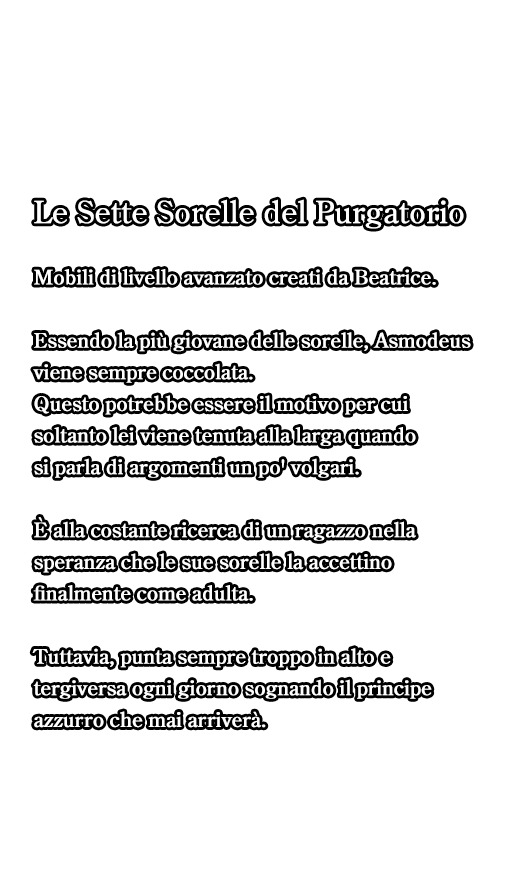 Le Sette Sorelle del Purgatorio
Mobili di livello avanzato creati da Beatrice.
Essendo la più giovane delle sorelle, Asmodeus
viene sempre coccolata.
Questo potrebbe essere il motivo per cui
soltanto lei viene tenuta alla larga quando
si parla di argomenti un po' volgari.
È alla costante ricerca di un ragazzo nella
speranza che le sue sorelle la accettino
finalmente come adulta.
Tuttavia, punta sempre troppo in alto e
tergiversa ogni giorno sognando il principe
azzurro che mai arriverà.